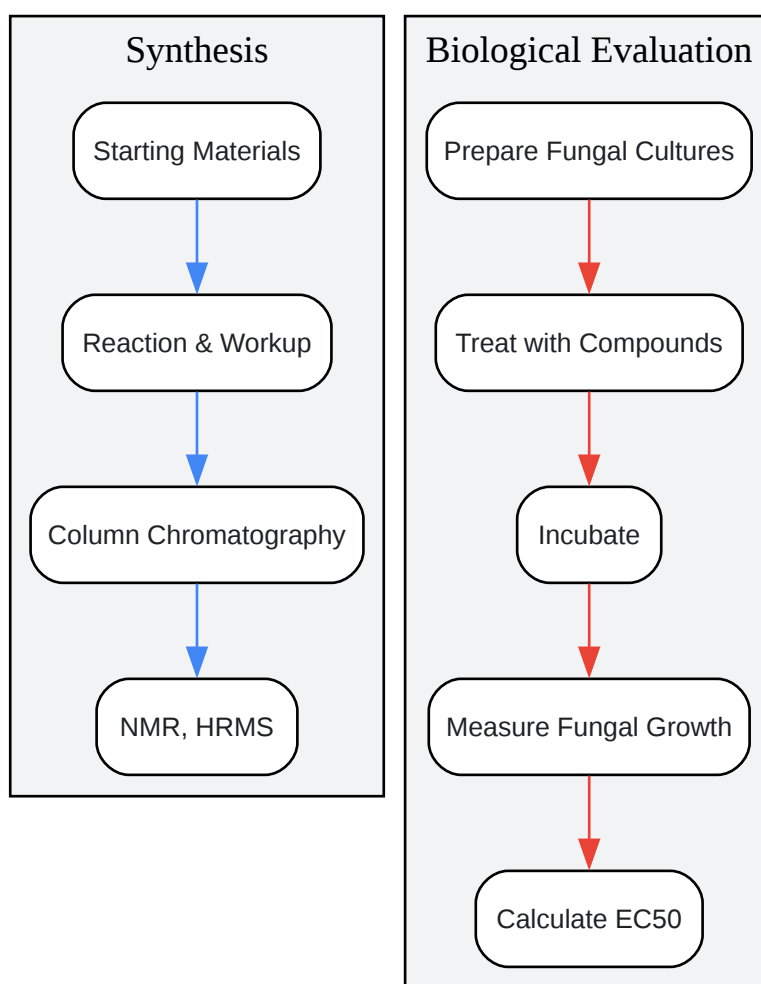 Synthesis
Starting Materials
Reaction & Workup
Column Chromatography
NMR, HRMS
Biological Evaluation
Prepare Fungal Cultures
Treat with Compounds
Incubate
Measure Fungal Growth
Calculate EC50